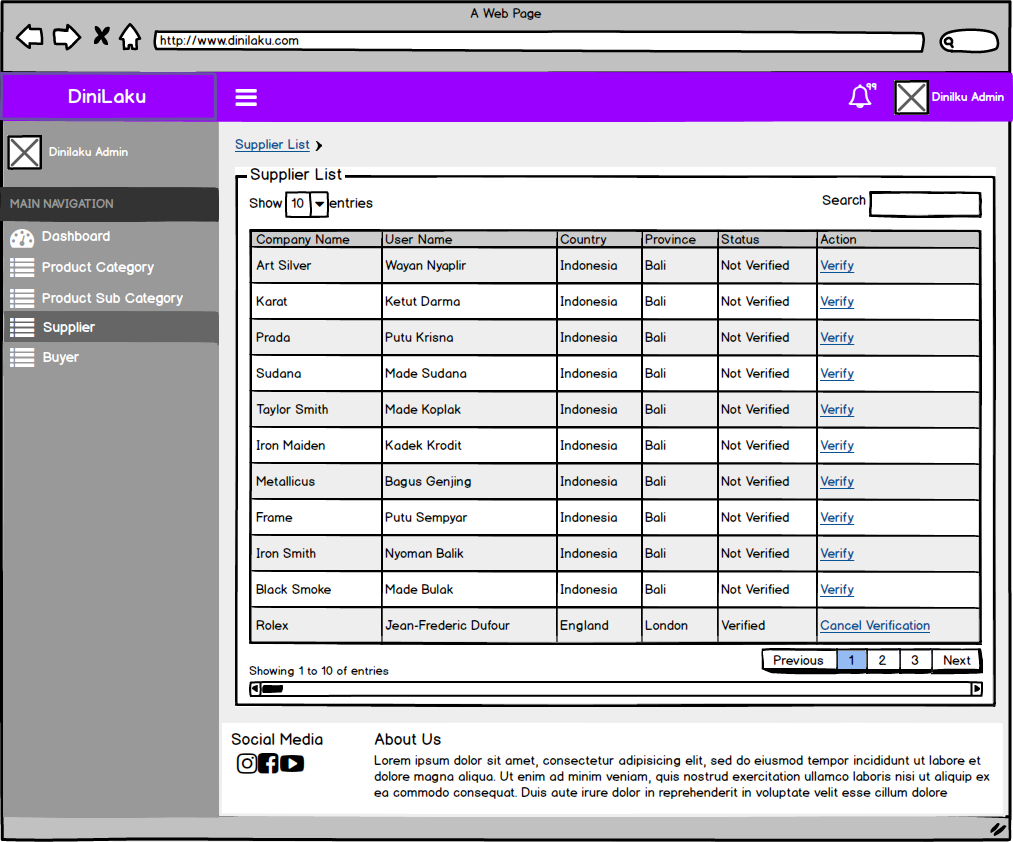 A Web Page
http://www.dinilaku.com
DiniLaku
99
Dinilku Admin
Dinilaku Admin
MAIN NAVIGATION
Dashboard
Product Category
Product Sub Category
Supplier
Buyer
Supplier List
Supplier List
Show 10 entries
Search
Company Name User Name Country Province Status Action
Art Silver Wayan Nyaplir Indonesia Bali Not Verified Verify
Karat Ketut Darma Indonesia Bali Not Verified Verify
Prada Putu Krisna Indonesia Bali Not Verified Verify
Sudana Made Sudana Indonesia Bali Not Verified Verify
Taylor Smith Made Koplak Indonesia Bali Not Verified Verify
Iron Maiden Kadek Krodit Indonesia Bali Not Verified Verify
Metallicus Bagus Genjing Indonesia Bali Not Verified Verify
Frame Putu Sempyar Indonesia Bali Not Verified Verify
Iron Smith Nyoman Balik Indonesia Bali Not Verified Verify
Black Smoke Made Bulak Indonesia Bali Not Verified Verify
Rolex Jean-Frederic Dufour England London Verified Cancel Verification
Showing 1 to 10 of entries
Previous 1 2 3 Next
Social Media
About Us
Lorem ipsum dolor sit amet, consectetur adipisicing elit, sed do eiusmod tempor incididunt ut labore et
dolore magna aliqua. Ut enim ad minim veniam, quis nostrud exercitation ullamco laboris nisi ut aliquip ex
ea commodo consequat. Duis aute irure dolor in reprehenderit in voluptate velit esse cillum dolore